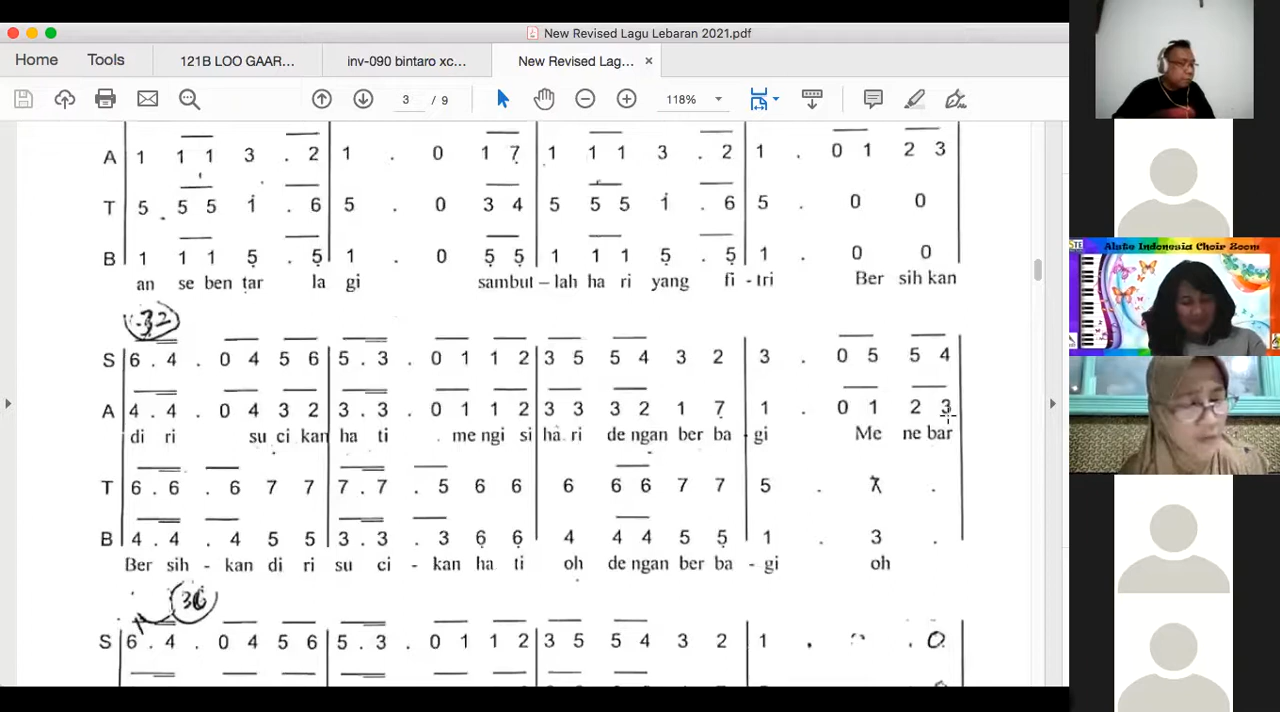 New Revised Lagu Lebaran 2021.pdf
Home Tools 121B LOO GAAR... inv-090 bintaro xc... New Revised Lag... ×
3 / 9 118%
A 1 1 1 3 . 2 1 . 0 1 7 1 1 1 3 . 2 1 . 0 1 2 3
T 5 . 5 5 1 . 6 5 . 0 3 4 5 5 5 1 . 6 5 . 0 0
B 1 1 1 5 . 5 1 . 0 5 5 1 1 1 5 . 5 1 . 0 0
an se ben tar la gi sambut – lah ha ri yang fi - tri Ber sih kan
32
S 6 . 4 . 0 4 5 6 5 . 3 . 0 1 1 2 3 5 5 4 3 2 3 . 0 5 5 4
A 4 . 4 . 0 4 3 2 3 . 3 . 0 1 1 2 3 3 3 2 1 7 1 . 0 1 2 3
di ri su ci kan ha ti me ngi si ha ri de ngan ber ba - gi Me ne bar
T 6 . 6 . 6 7 7 7 . 7 . 5 6 6 6 6 6 7 7 5 . .
B 4 . 4 . 4 5 5 3 . 3 . 3 6 6 4 4 4 5 5 1 . 3 .
Ber sih - kan di ri su ci - kan ha ti oh de ngan ber ba - gi oh
36
S 6 . 4 . 0 4 5 6 5 . 3 . 0 1 1 2 3 5 5 4 3 2 1 . . 0
Alute Indonesia Choir Zoom